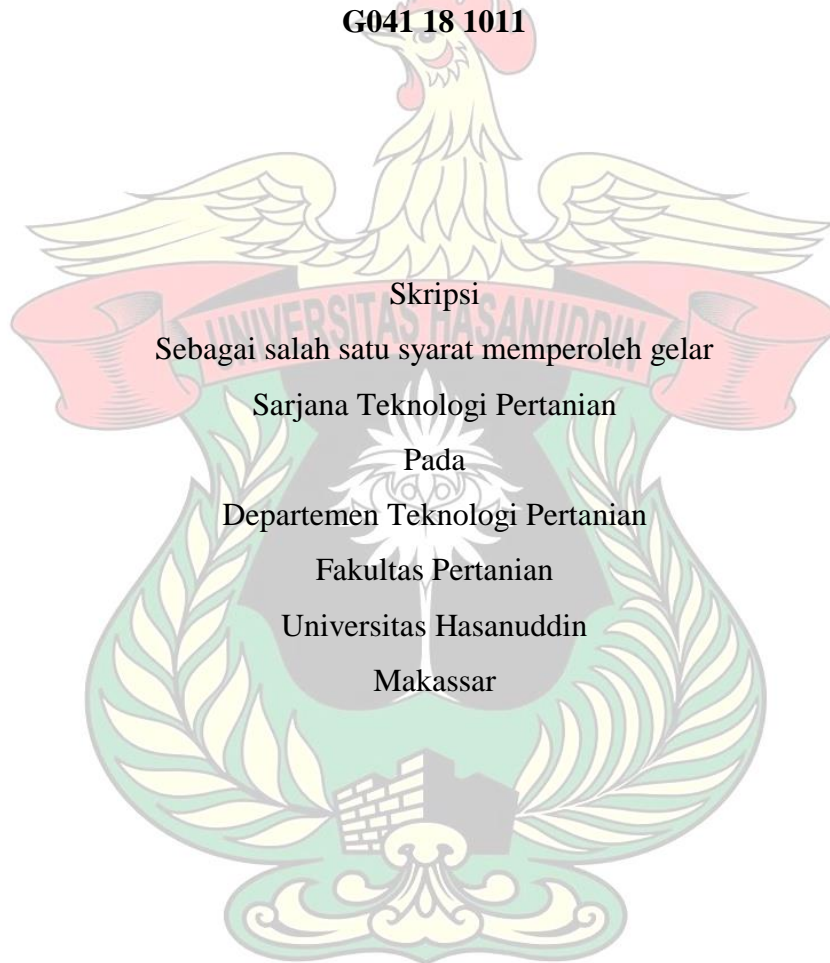 G041 18 1011
Skripsi
UNIVERSITAS HASANUDDIN
Sebagai salah satu syarat memperoleh gelar
Sarjana Teknologi Pertanian
Pada
Departemen Teknologi Pertanian
Fakultas Pertanian
Universitas Hasanuddin
Makassar